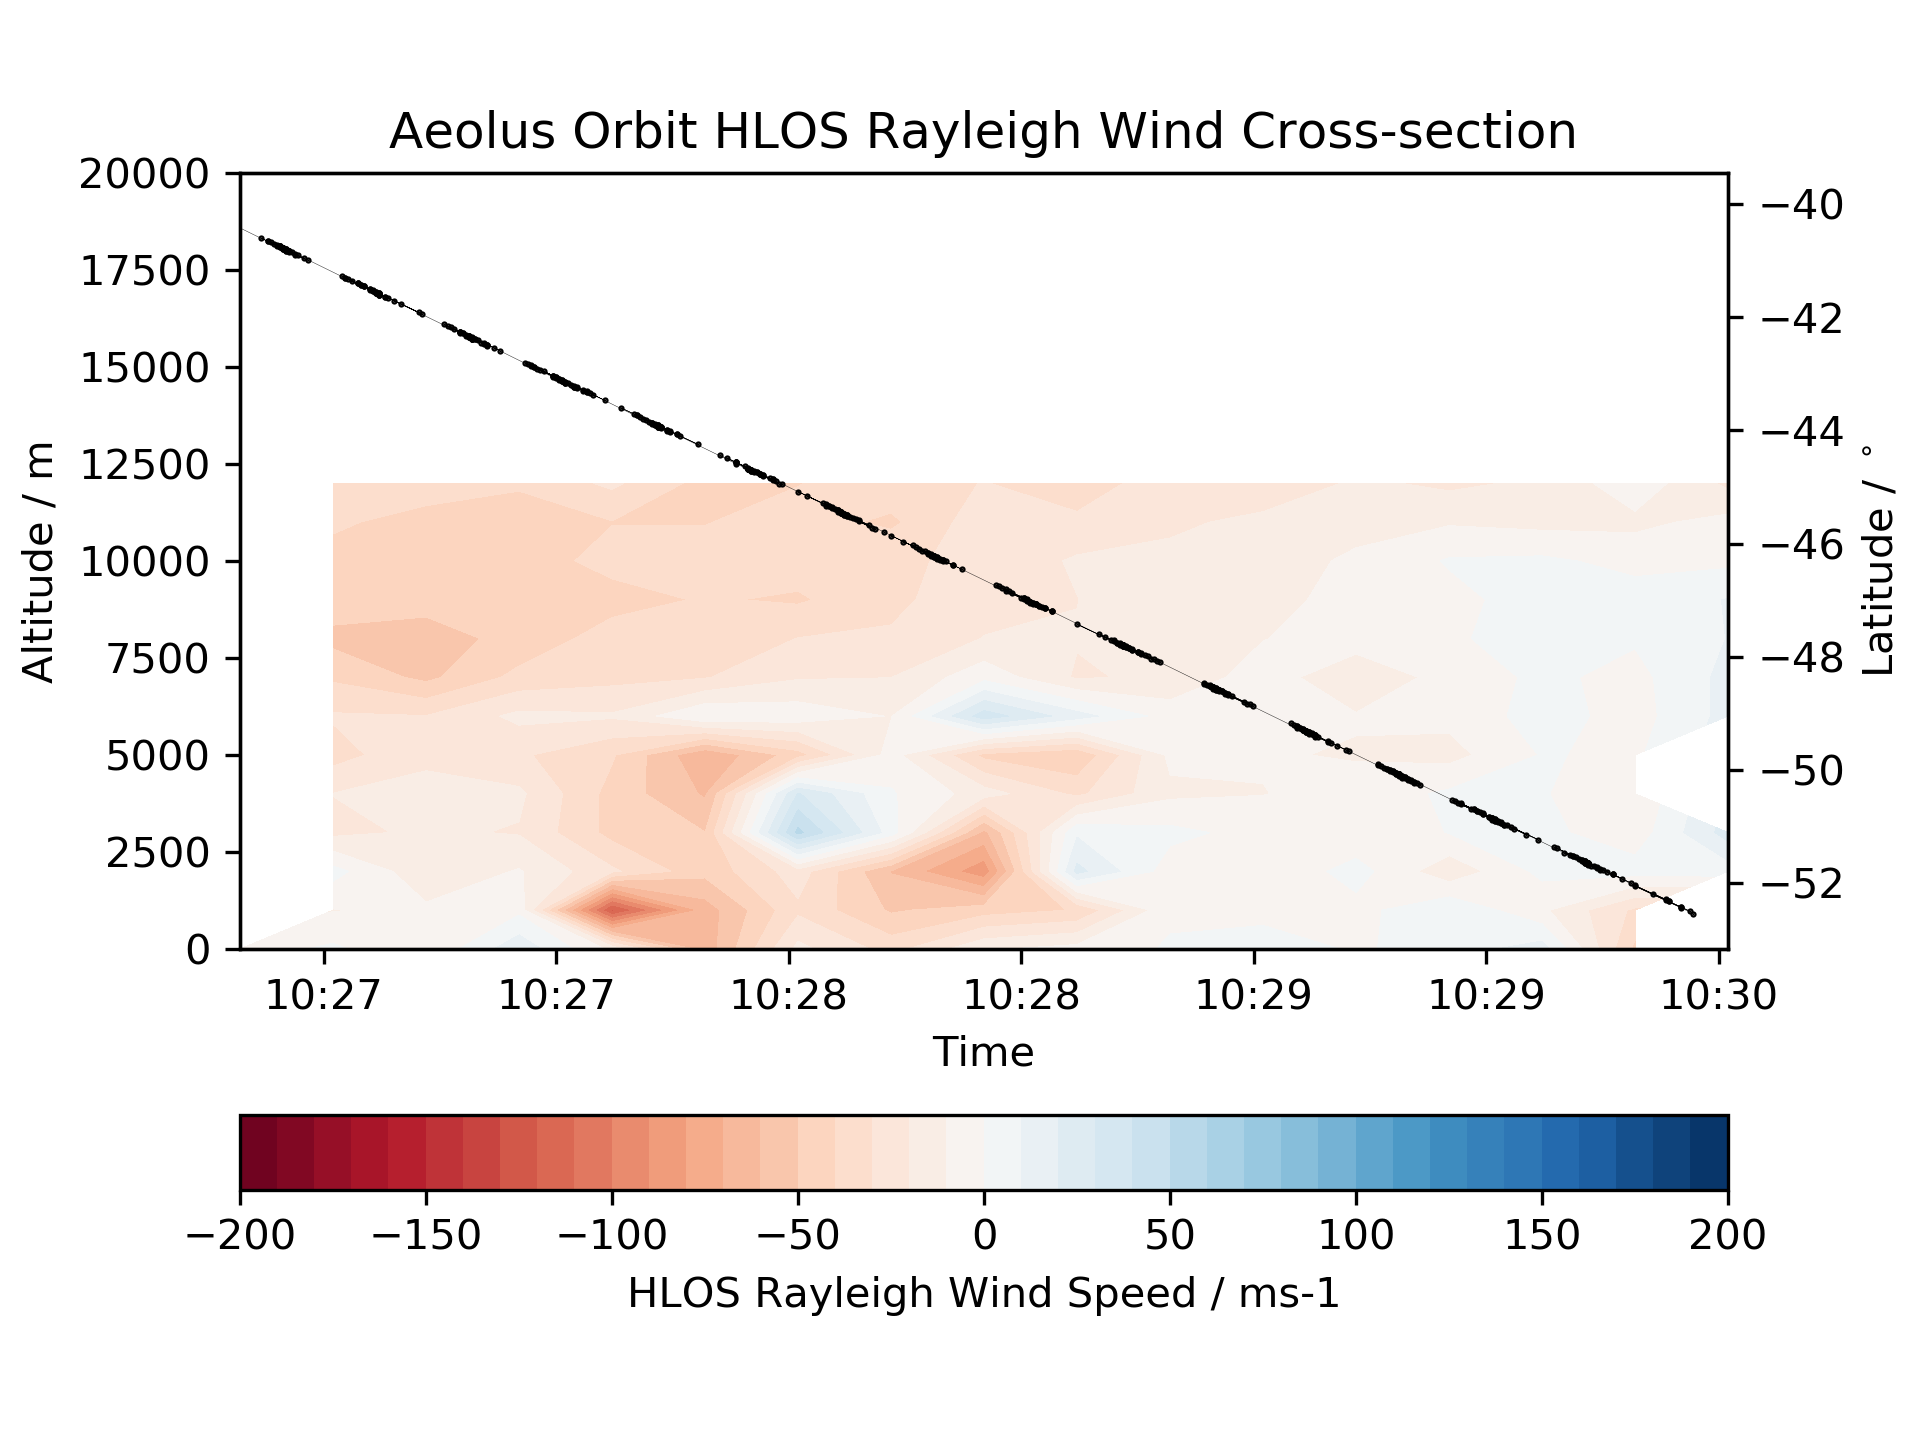 Aeolus Orbit HLOS Rayleigh Wind Cross-section
20000
17500
15000
12500
10000
7500
5000
2500
0
Altitude / m
−40
−42
−44
−46
−48
−50
−52
Latitude / °
10:27 10:27 10:28 10:28 10:29 10:29 10:30
Time
−200 −150 −100 −50 0 50 100 150 200
HLOS Rayleigh Wind Speed / ms-1